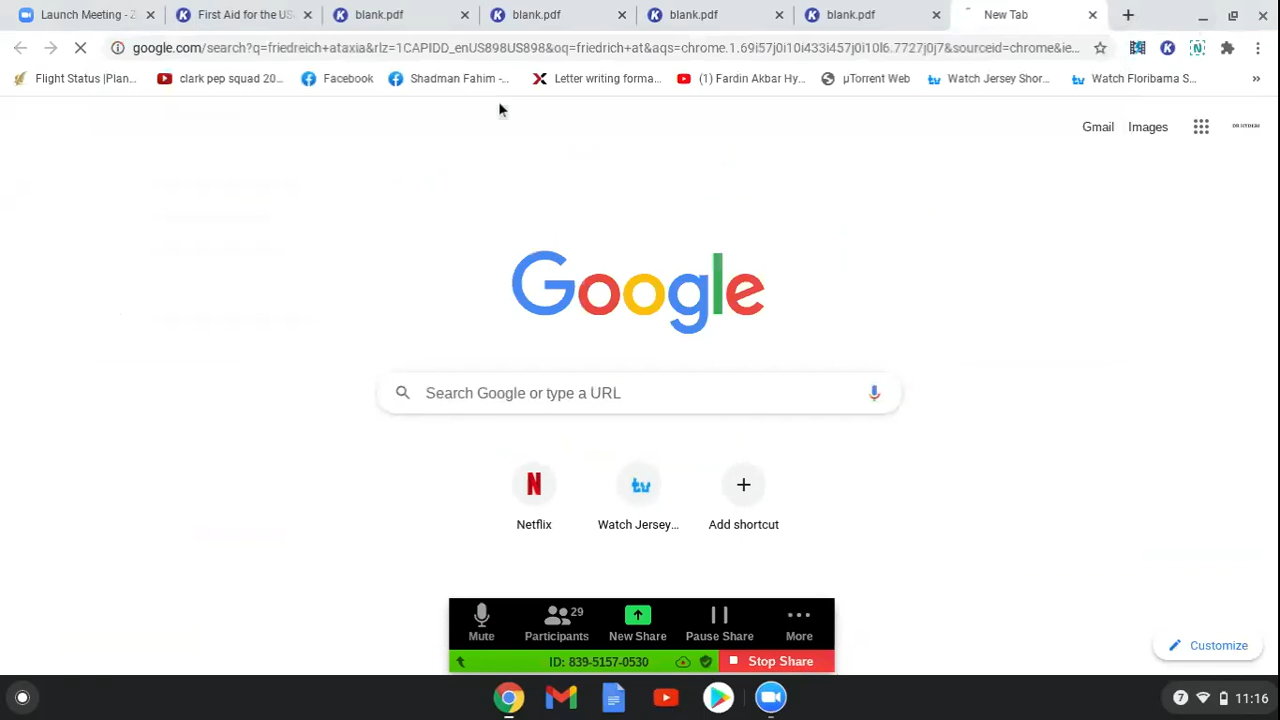 Launch Meeting - Z
First Aid for the US
blank.pdf
blank.pdf
blank.pdf
blank.pdf
New Tab
google.com/search?q=friedreich+ataxia&rlz=1CAPIDD_enUS898US898&oq=friedrich+at&aqs=chrome.1.69i57j0i10i433i457j0i10l6.7727j0j7&sourceid=chrome&ie...
Flight Status |Plan...
clark pep squad 20...
Facebook
Shadman Fahim -...
Letter writing forma...
(1) Fardin Akbar Hy...
µTorrent Web
Watch Jersey Shor...
Watch Floribama S...
»
Gmail
Images
Google
Search Google or type a URL
N
tv
Netflix
Watch Jersey...
Add shortcut
29
Mute
Participants
New Share
Pause Share
More
ID: 839-5157-0530
Stop Share
Customize
7
11:16